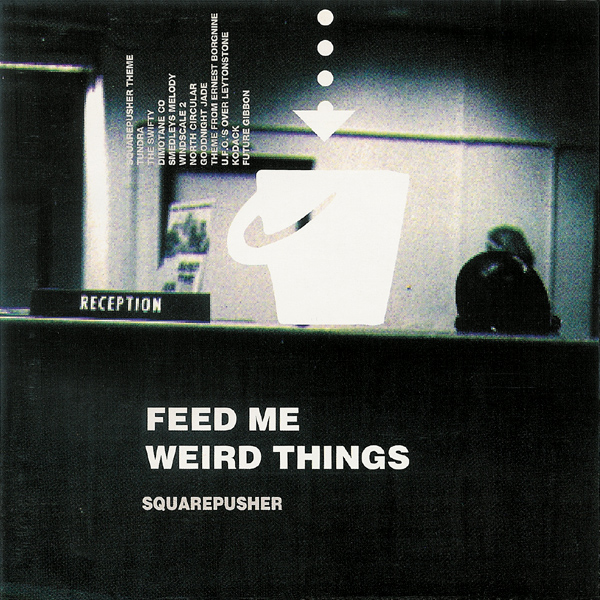 SQUAREPUSHER THEME
TUNDRA
THE SWIFTY
DIMOTANE CO
SMEDLEYS MELODY
WINDSCALE 2
NORTH CIRCULAR
GOODNIGHT JADE
THEME FROM ERNEST BORGNINE
U.F.O.'S OVER LEYTONSTONE
KODACK
FUTURE GIBBON
RECEPTION
FEED ME
WEIRD THINGS
SQUAREPUSHER